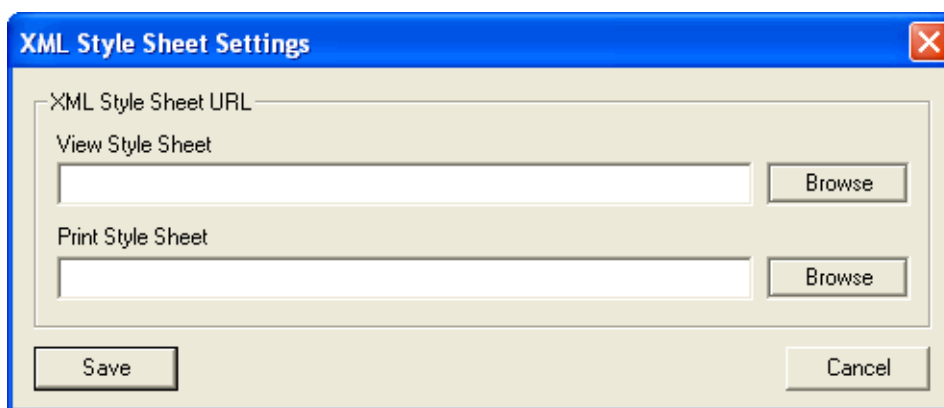 XML Style Sheet Settings
XML Style Sheet URL
View Style Sheet
Browse
Print Style Sheet
Browse
Save Cancel